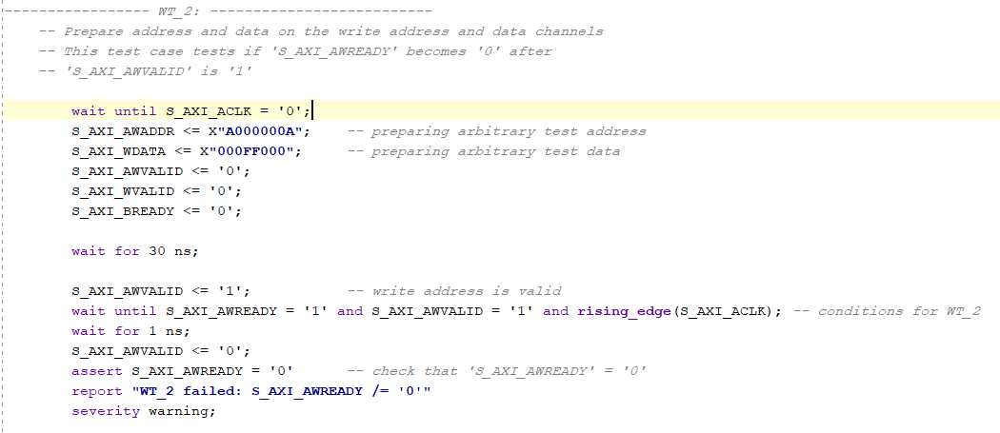 ----------------- WT_2: --------------------------
-- Prepare address and data on the write address and data channels
-- This test case tests if 'S_AXI_AWREADY' becomes '0' after
-- 'S_AXI_AWVALID' is '1'
wait until S_AXI_ACLK = '0';
S_AXI_AWADDR <= X"A000000A";    -- preparing arbitrary test address
S_AXI_WDATA <= X"000FF000";     -- preparing arbitrary test data
S_AXI_AWVALID <= '0';
S_AXI_WVALID <= '0';
S_AXI_BREADY <= '0';
wait for 30 ns;
S_AXI_AWVALID <= '1';           -- write address is valid
wait until S_AXI_AWREADY = '1' and S_AXI_AWVALID = '1' and rising_edge(S_AXI_ACLK); -- conditions for WT_2
wait for 1 ns;
S_AXI_AWVALID <= '0';
assert S_AXI_AWREADY = '0'      -- check that 'S_AXI_AWREADY' = '0'
report "WT_2 failed: S_AXI_AWREADY /= '0'"
severity warning;